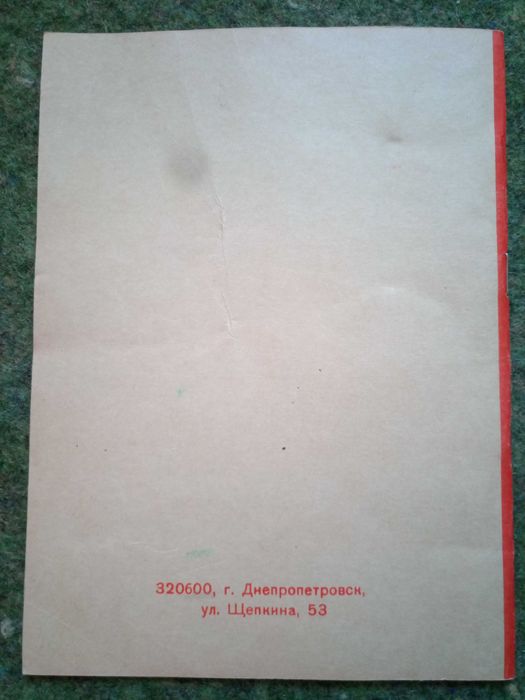 320600, г. Днепропетровск,
ул. Щепкина, 53